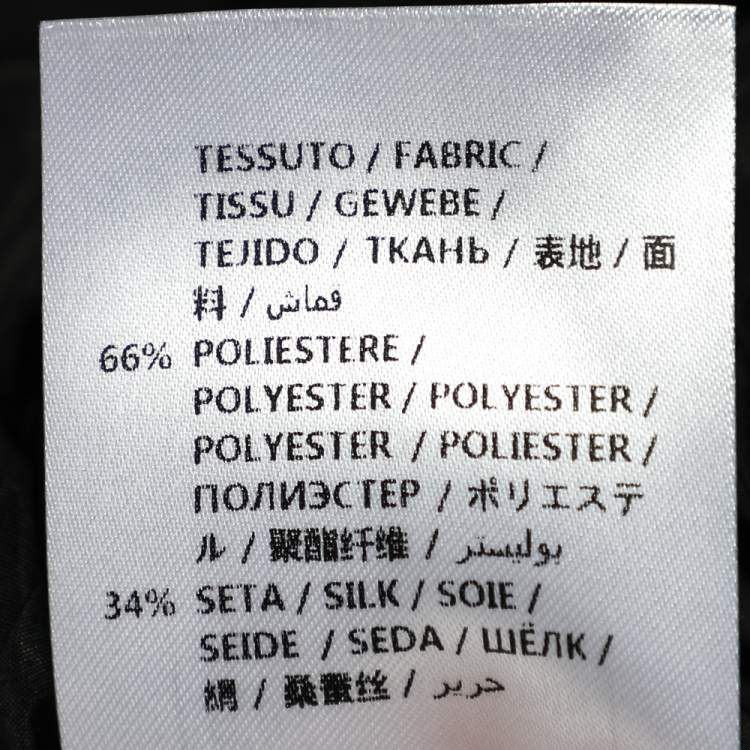 TESSUTO / FABRIC /
TISSU / GEWEBE /
TEJIDO / ТКАНЬ / 表地 / 面
料 / قماش
66% POLIESTERE /
POLYESTER / POLYESTER /
POLYESTER / POLIESTER /
ПОЛИЭСТЕР / ポリエステ
ル / 聚酯纤维 / بوليستر
34% SETA / SILK / SOIE /
SEIDE / SEDA / ШЁЛК /
絹 / 桑蚕丝 / حرير